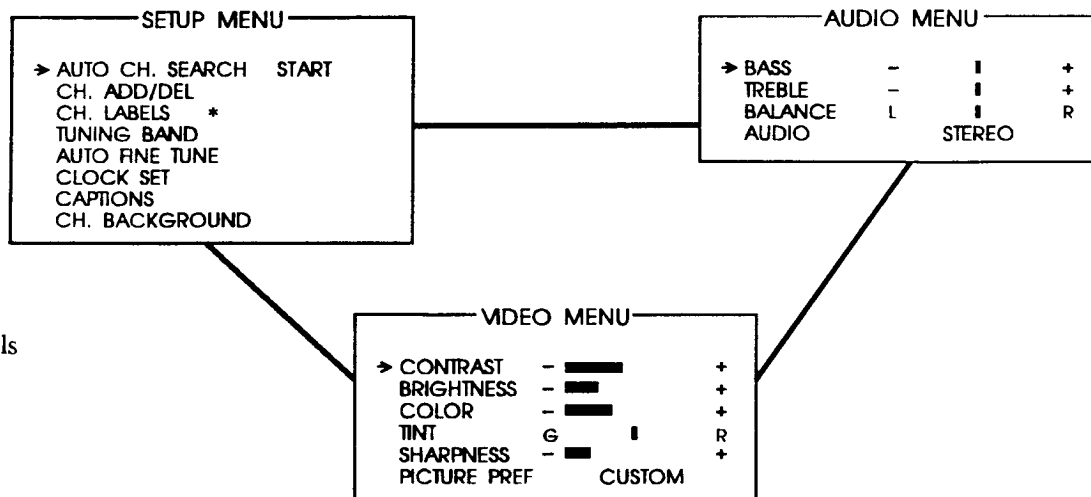 SETUP MENU
→ AUTO CH. SEARCH START
CH. ADD/DEL
CH. LABELS *
TUNING BAND
AUTO FINE TUNE
CLOCK SET
CAPTIONS
CH. BACKGROUND
AUDIO MENU
→ BASS - +
TREBLE - +
BALANCE L R
AUDIO STEREO
ls
VIDEO MENU
→ CONTRAST - +
BRIGHTNESS - +
COLOR - +
TINT G R
SHARPNESS - +
PICTURE PREF CUSTOM